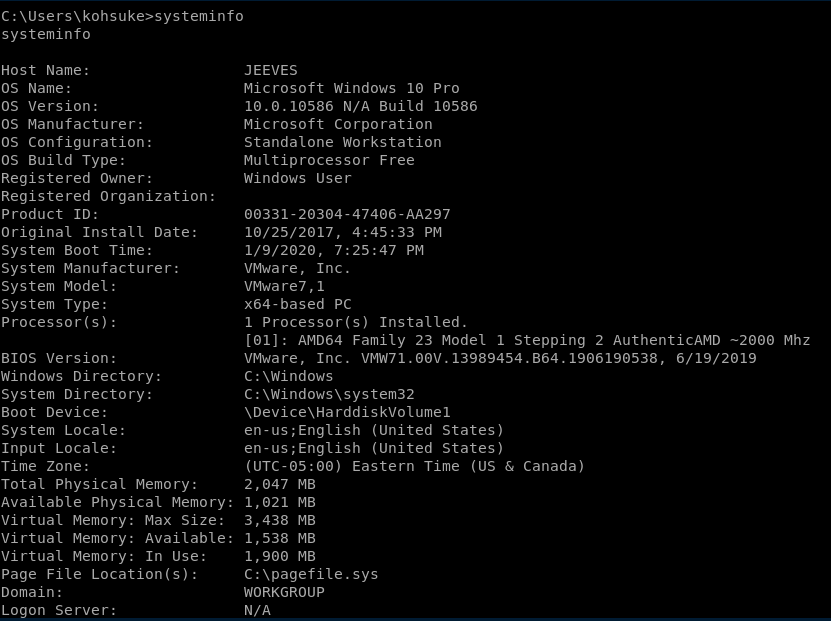 C:\Users\kohsuke>systeminfo
systeminfo
Host Name:                 JEEVES
OS Name:                   Microsoft Windows 10 Pro
OS Version:                10.0.10586 N/A Build 10586
OS Manufacturer:           Microsoft Corporation
OS Configuration:          Standalone Workstation
OS Build Type:             Multiprocessor Free
Registered Owner:          Windows User
Registered Organization:
Product ID:                00331-20304-47406-AA297
Original Install Date:     10/25/2017, 4:45:33 PM
System Boot Time:          1/9/2020, 7:25:47 PM
System Manufacturer:       VMware, Inc.
System Model:              VMware7,1
System Type:               x64-based PC
Processor(s):              1 Processor(s) Installed.
                           [01]: AMD64 Family 23 Model 1 Stepping 2 AuthenticAMD ~2000 Mhz
BIOS Version:              VMware, Inc. VMW71.00V.13989454.B64.1906190538, 6/19/2019
Windows Directory:         C:\Windows
System Directory:          C:\Windows\system32
Boot Device:               \Device\HarddiskVolume1
System Locale:             en-us;English (United States)
Input Locale:              en-us;English (United States)
Time Zone:                 (UTC-05:00) Eastern Time (US & Canada)
Total Physical Memory:     2,047 MB
Available Physical Memory: 1,021 MB
Virtual Memory: Max Size:  3,438 MB
Virtual Memory: Available: 1,538 MB
Virtual Memory: In Use:    1,900 MB
Page File Location(s):     C:\pagefile.sys
Domain:                    WORKGROUP
Logon Server:              N/A